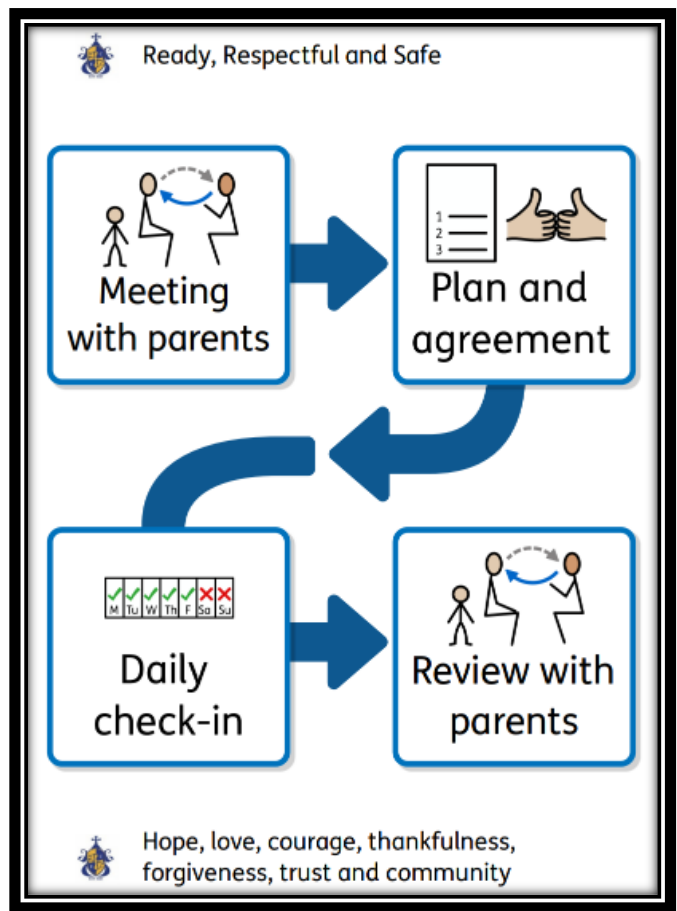 Ready, Respectful and Safe
Meeting
with parents
1
2
3
Plan and
agreement
M Tu W Th F Sa Su
Daily
check-in
Review with
parents
Hope, love, courage, thankfulness,
forgiveness, trust and community